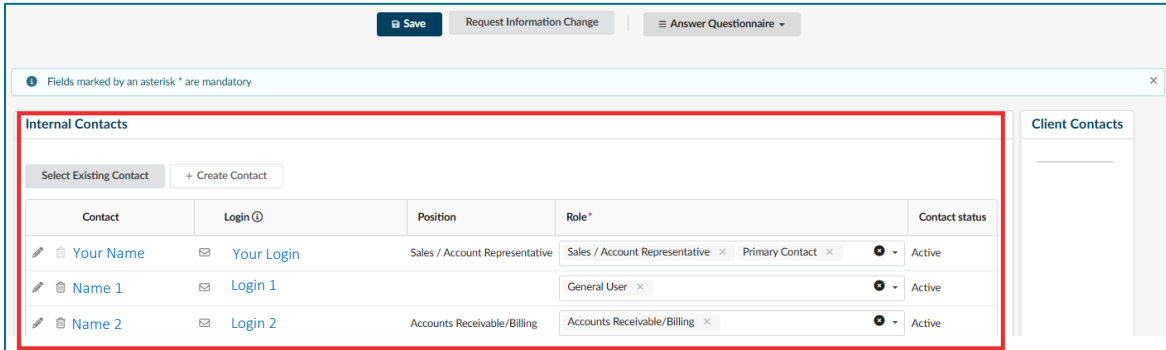 Save Request Information Change Answer Questionnaire
Fields marked by an asterisk * are mandatory
Internal Contacts
Client Contacts
Select Existing Contact + Create Contact
Contact Login Position Role* Contact status
Your Name Your Login Sales / Account Representative Sales / Account Representative × Primary Contact × Active
Name 1 Login 1 General User × Active
Name 2 Login 2 Accounts Receivable/Billing Accounts Receivable/Billing × Active